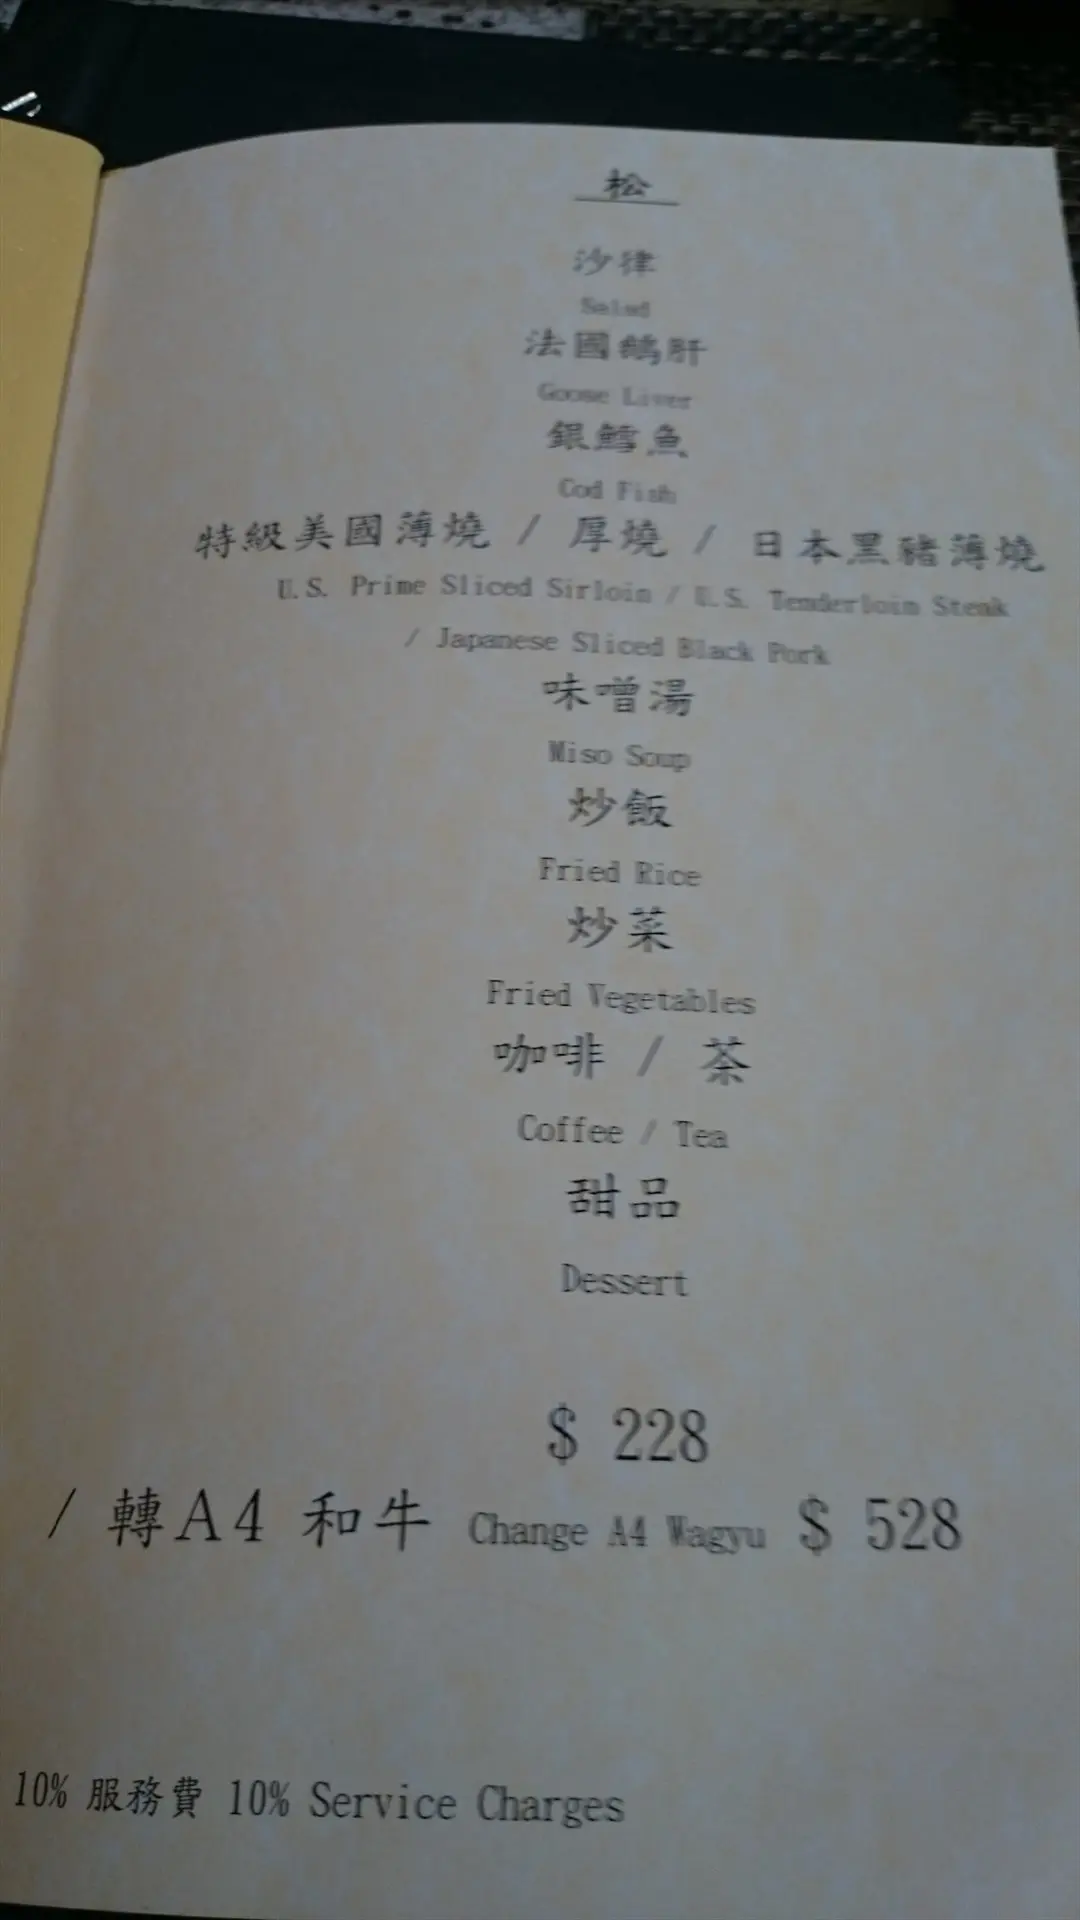 松
沙律
Salad
法國鵝肝
Goose Liver
銀鱈魚
Cod Fish
特級美國薄燒 / 厚燒 / 日本黑豬薄燒
U.S. Prime Sliced Sirloin / U.S. Tenderloin Steak
/ Japanese Sliced Black Pork
味噌湯
Miso Soup
炒飯
Fried Rice
炒菜
Fried Vegetables
咖啡 / 茶
Coffee / Tea
甜品
Dessert
$ 228
/ 轉A4 和牛 Change A4 Wagyu $ 528
10% 服務費 10% Service Charges